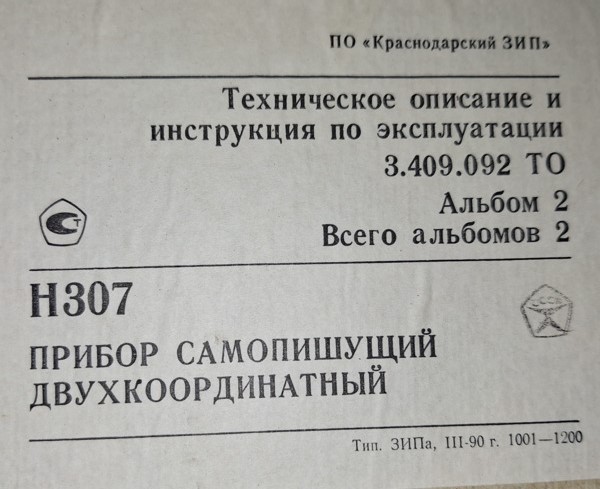 ПО «Краснодарский ЗИП»
Техническое описание и
инструкция по эксплуатации
3.409.092 ТО
Альбом 2
Всего альбомов 2
Т
Н307
СССР
ПРИБОР САМОПИШУЩИЙ
ДВУХКООРДИНАТНЫЙ
Тип. ЗИПа, III-90 г. 1001—1200